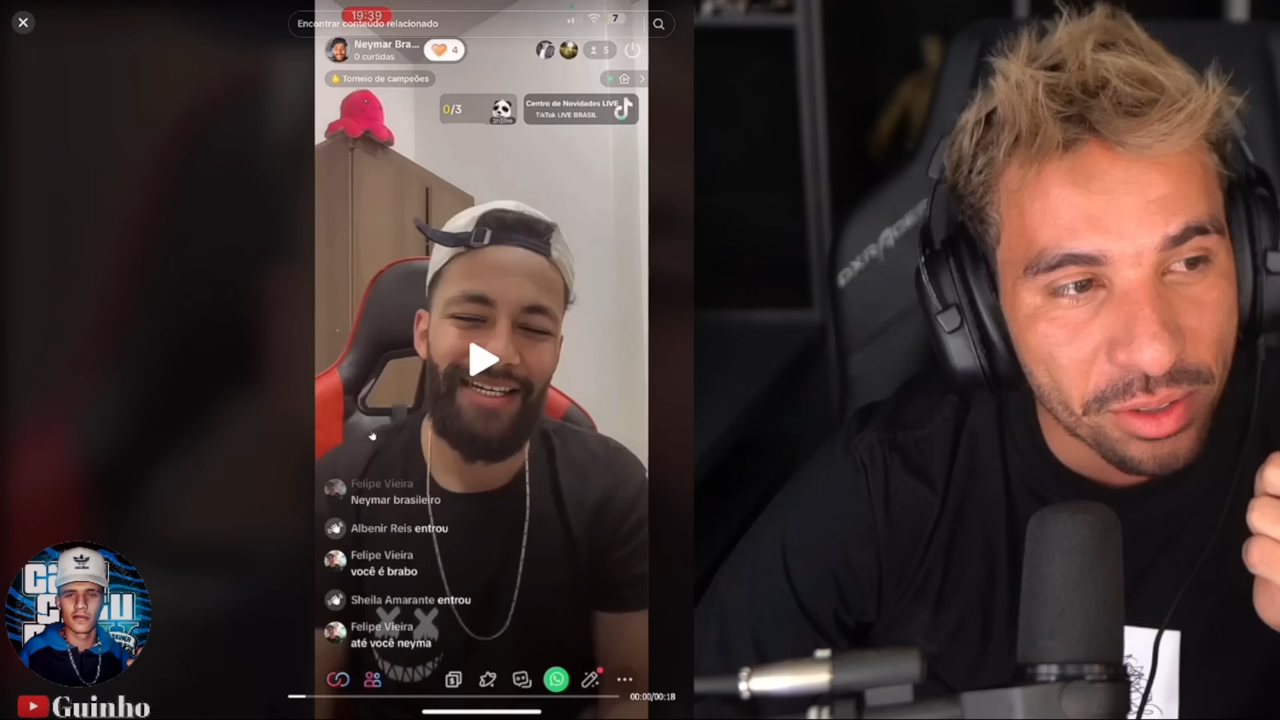 19:39
7
Encontrar conteúdo relacionado
Neymar Bra... 4
0 curtidas
5
Torneio de campeões
0/3
Centro de Novidades LIVE
TikTok LIVE BRASIL
DXRACER
Felipe Vieira
Neymar brasileiro
Albenir Reis entrou
Felipe Vieira
você é brabo
Sheila Amarante entrou
Felipe Vieira
até você neyma
00:00/00:18
Guinho